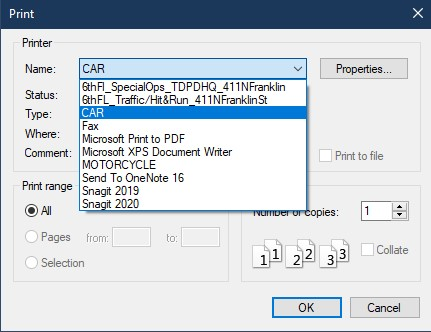 Print
Printer
Name:
CAR
Properties...
6thFl_SpecialOps_TDPDHQ_411NFranklin
6thFL_Traffic/Hit&Run_411NFranklinSt
CAR
Fax
Microsoft Print to PDF
Microsoft XPS Document Writer
MOTORCYCLE
Send To OneNote 16
Snagit 2019
Snagit 2020
Status:
Type:
Where:
Comment:
Print to file
Print range
All
Pages from: to:
Selection
Number of copies: 1
1 1 2 2 3 3
Collate
OK Cancel